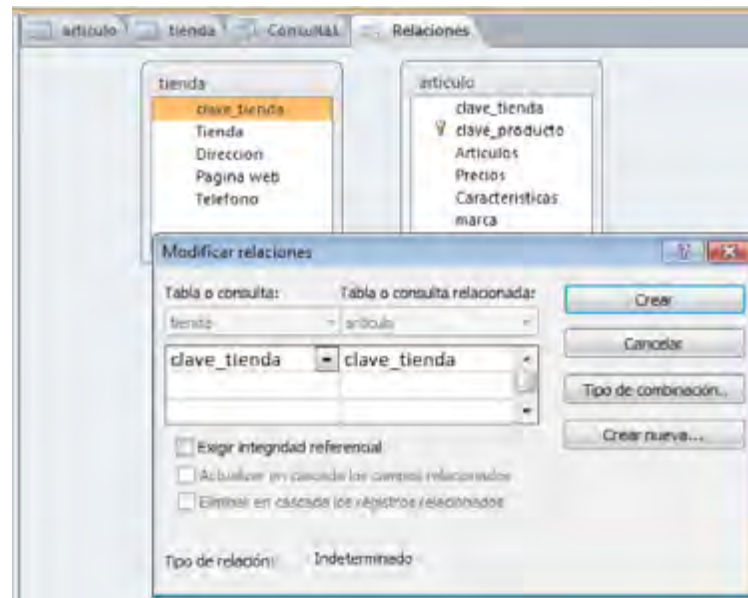 articulo tienda Consulta1 Relaciones
tienda
clave_tienda
Tienda
Direccion
Pagina web
Telefono
articulo
clave_tienda
clave_producto
Articulos
Precios
Caracteristicas
marca
Modificar relaciones
Tabla o consulta: Tabla o consulta relacionada:
tienda articulo
clave_tienda clave_tienda
Exigir integridad referencial
Actualizar en cascada los campos relacionados
Eliminar en cascada los registros relacionados
Tipo de relación: Indeterminado
Crear
Cancelar
Tipo de combinación..
Crear nueva...